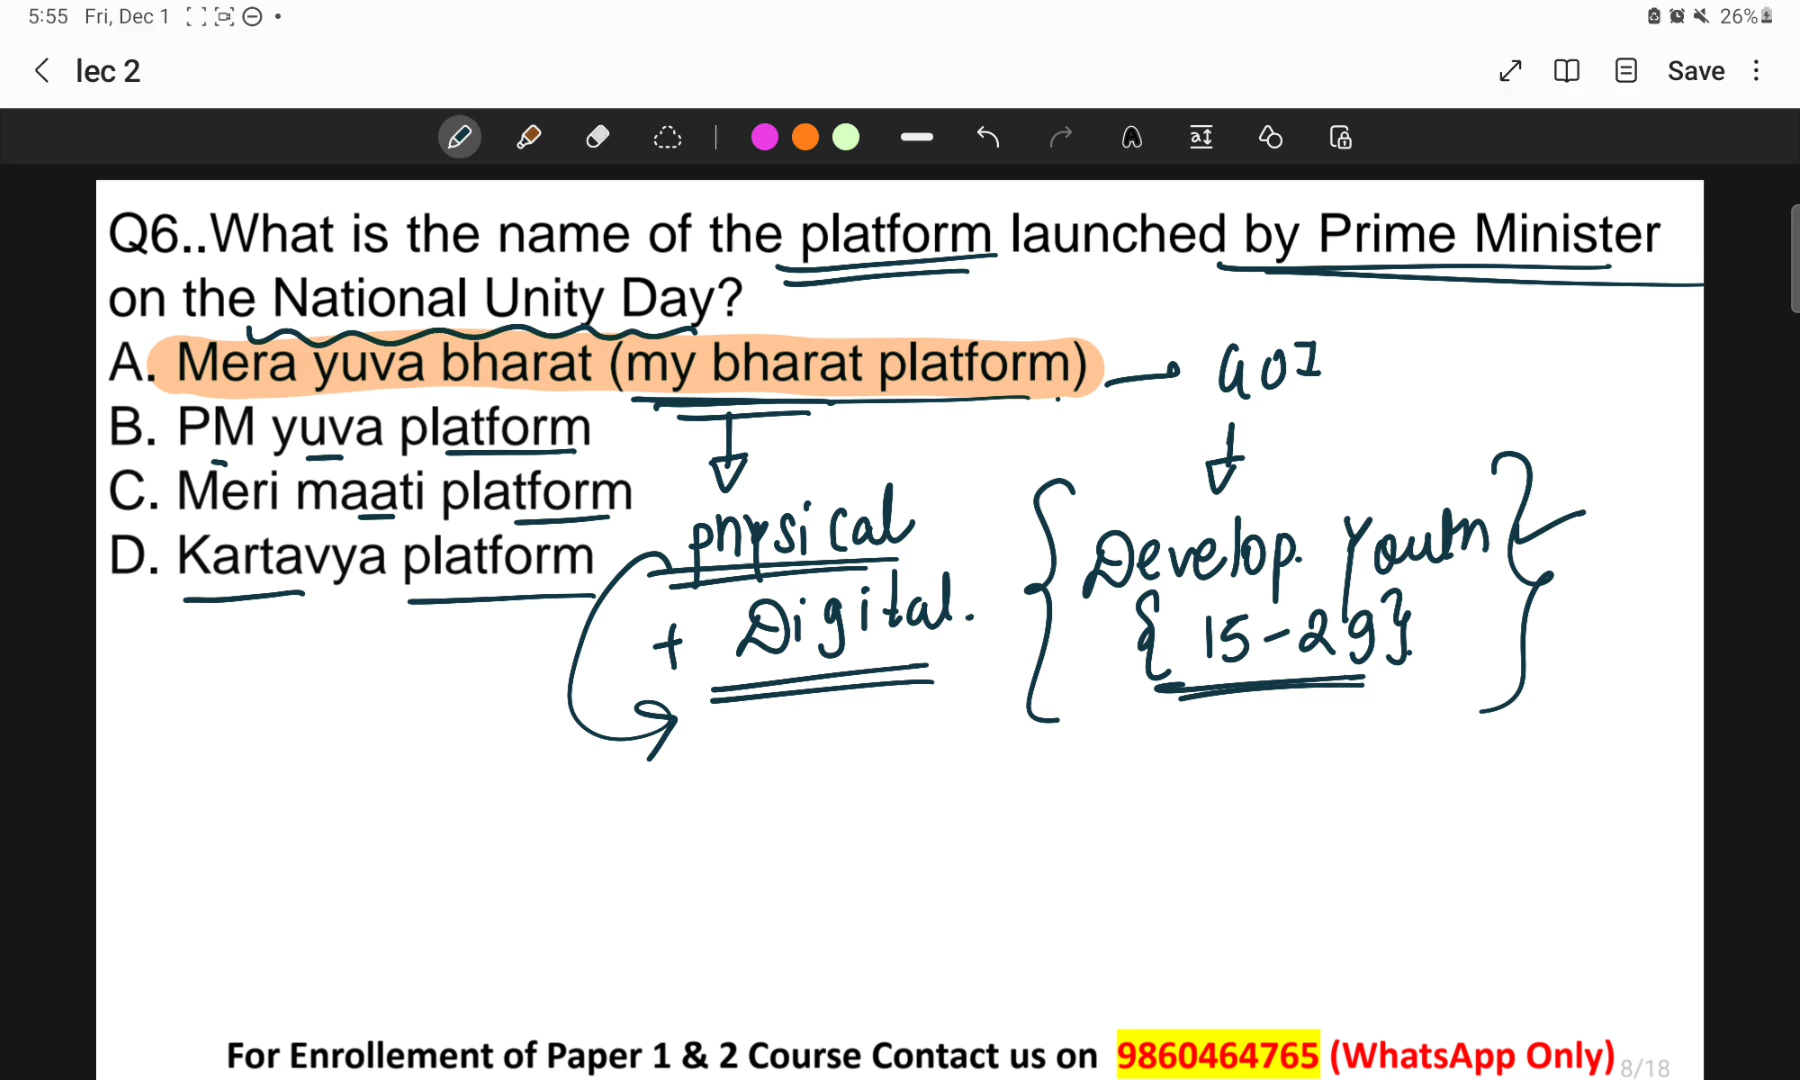 5:55 Fri, Dec 1 26%
lec 2 Save
Q6..What is the name of the platform launched by Prime Minister
on the National Unity Day?
A. Mera yuva bharat (my bharat platform) GOI
B. PM yuva platform
C. Meri maati platform
D. Kartavya platform
physical
+ Digital.
Develop. Youth
{ 15-29}
For Enrollement of Paper 1 & 2 Course Contact us on 9860464765 (WhatsApp Only)
8/18